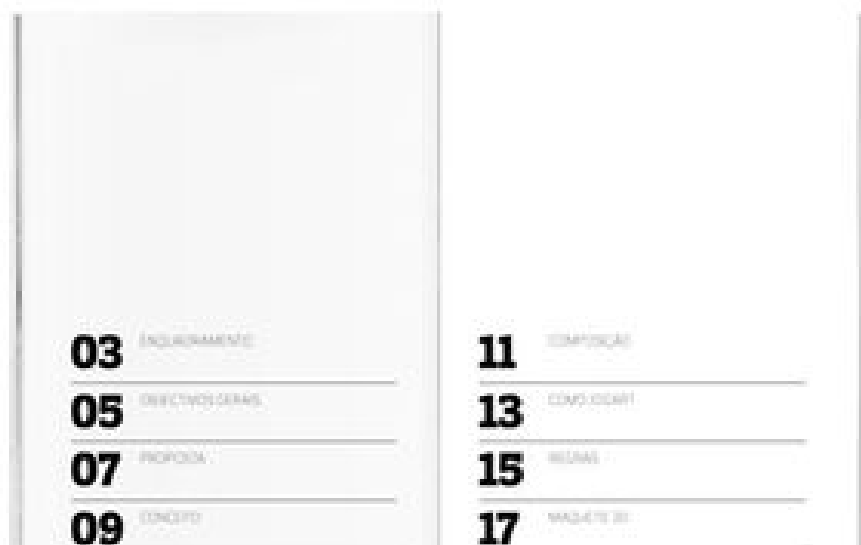 03 ENQUADRAMENTO
05 OBJECTIVOS GERAIS
07 PROPOSTA
09 CONCEITO
11 COMPOSIÇÃO
13 COMO JOGAR?
15 REGRAS
17 MAQUETE 3D